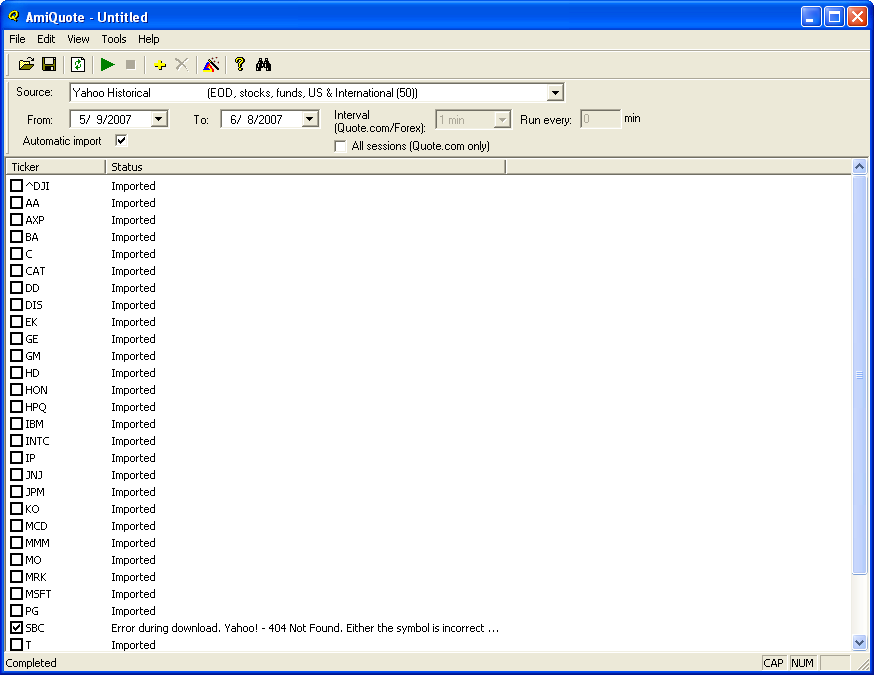 AmiQuote - Untitled
File Edit View Tools Help
Source: Yahoo Historical (EOD, stocks, funds, US & International (50))
From: 5/ 9/2007 To: 6/ 8/2007 Interval (Quote.com/Forex): 1 min Run every: 0 min
Automatic import All sessions (Quote.com only)
Ticker Status
^DJI Imported
AA Imported
AXP Imported
BA Imported
C Imported
CAT Imported
DD Imported
DIS Imported
EK Imported
GE Imported
GM Imported
HD Imported
HON Imported
HPQ Imported
IBM Imported
INTC Imported
IP Imported
JNJ Imported
JPM Imported
KO Imported
MCD Imported
MMM Imported
MO Imported
MRK Imported
MSFT Imported
PG Imported
SBC Error during download. Yahoo! - 404 Not Found. Either the symbol is incorrect ...
T Imported
Completed CAP NUM